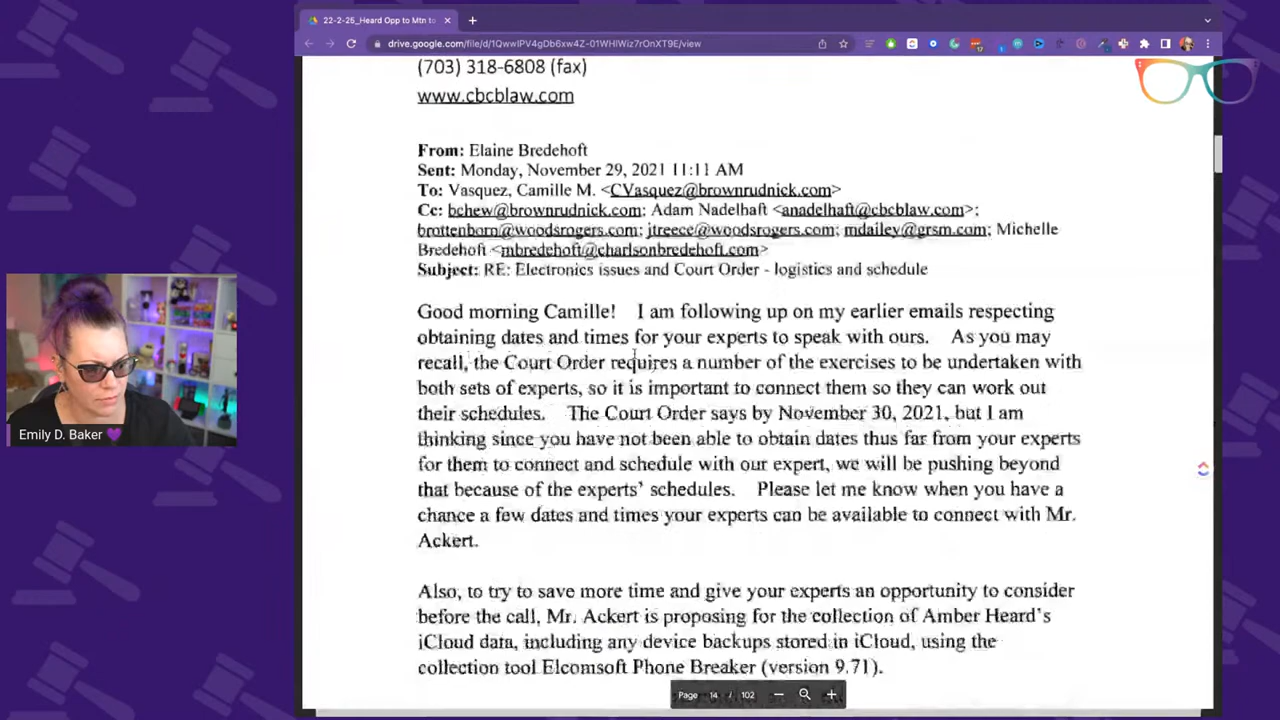 22-2-25_Heard Opp to Mtn to
drive.google.com/file/d/1QwwIPV4gDb6xw4Z-01WHlWiz7rOnXT9E/view
(703) 318-6808 (fax)
www.cbcblaw.com
From: Elaine Bredehoft
Sent: Monday, November 29, 2021 11:11 AM
To: Vasquez, Camille M. <CVasquez@brownrudnick.com>
Cc: bchew@brownrudnick.com; Adam Nadelhaft <anadelhaft@cbcblaw.com>;
brottenborn@woodsrogers.com; jtreece@woodsrogers.com; mdailey@grsm.com; Michelle
Bredehoft <mbredehoft@charlsonbredehoft.com>
Subject: RE: Electronics issues and Court Order - logistics and schedule
Good morning Camille! I am following up on my earlier emails respecting
obtaining dates and times for your experts to speak with ours. As you may
recall, the Court Order requires a number of the exercises to be undertaken with
both sets of experts, so it is important to connect them so they can work out
their schedules. The Court Order says by November 30, 2021, but I am
thinking since you have not been able to obtain dates thus far from your experts
for them to connect and schedule with our expert, we will be pushing beyond
that because of the experts' schedules. Please let me know when you have a
chance a few dates and times your experts can be available to connect with Mr.
Ackert.
Also, to try to save more time and give your experts an opportunity to consider
before the call, Mr. Ackert is proposing for the collection of Amber Heard's
iCloud data, including any device backups stored in iCloud, using the
collection tool Elcomsoft Phone Breaker (version 9.71).
Page 14 / 102
Emily D. Baker 💜